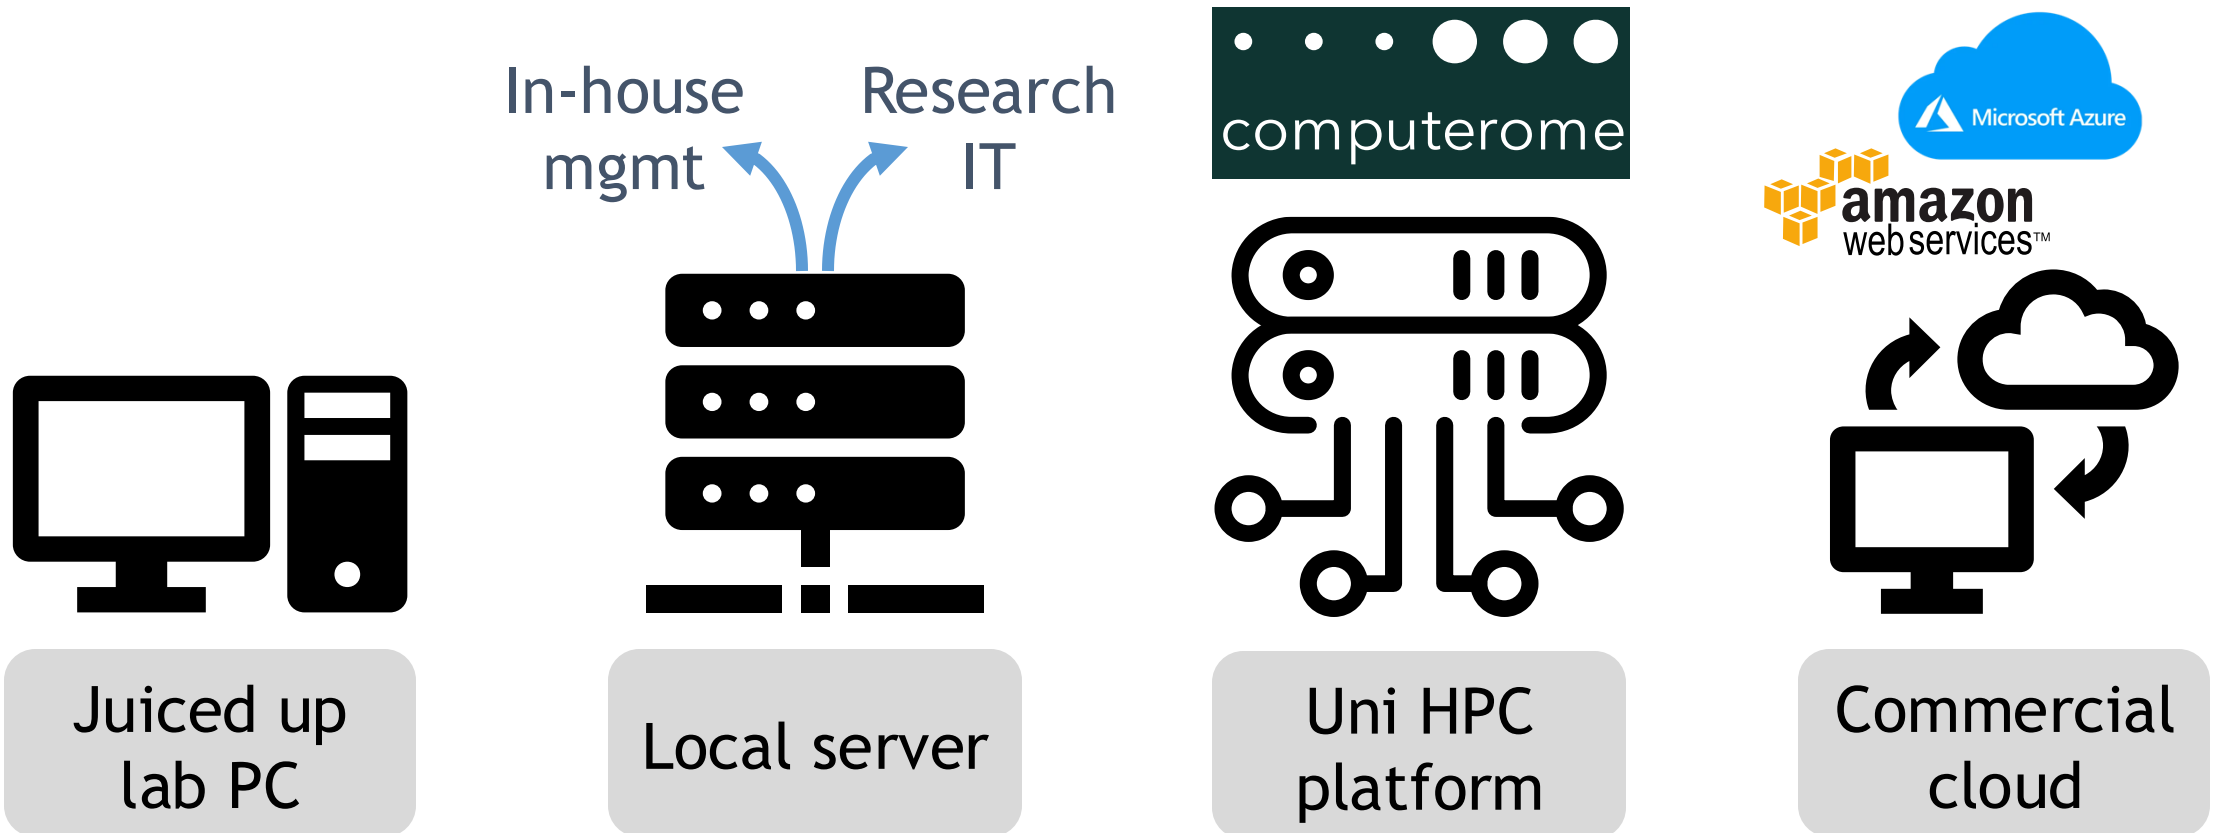 In-house
mgmt
Research
IT
computerome
Microsoft Azure
amazon
web services™
Juiced up
lab PC
Local server
Uni HPC
platform
Commercial
cloud